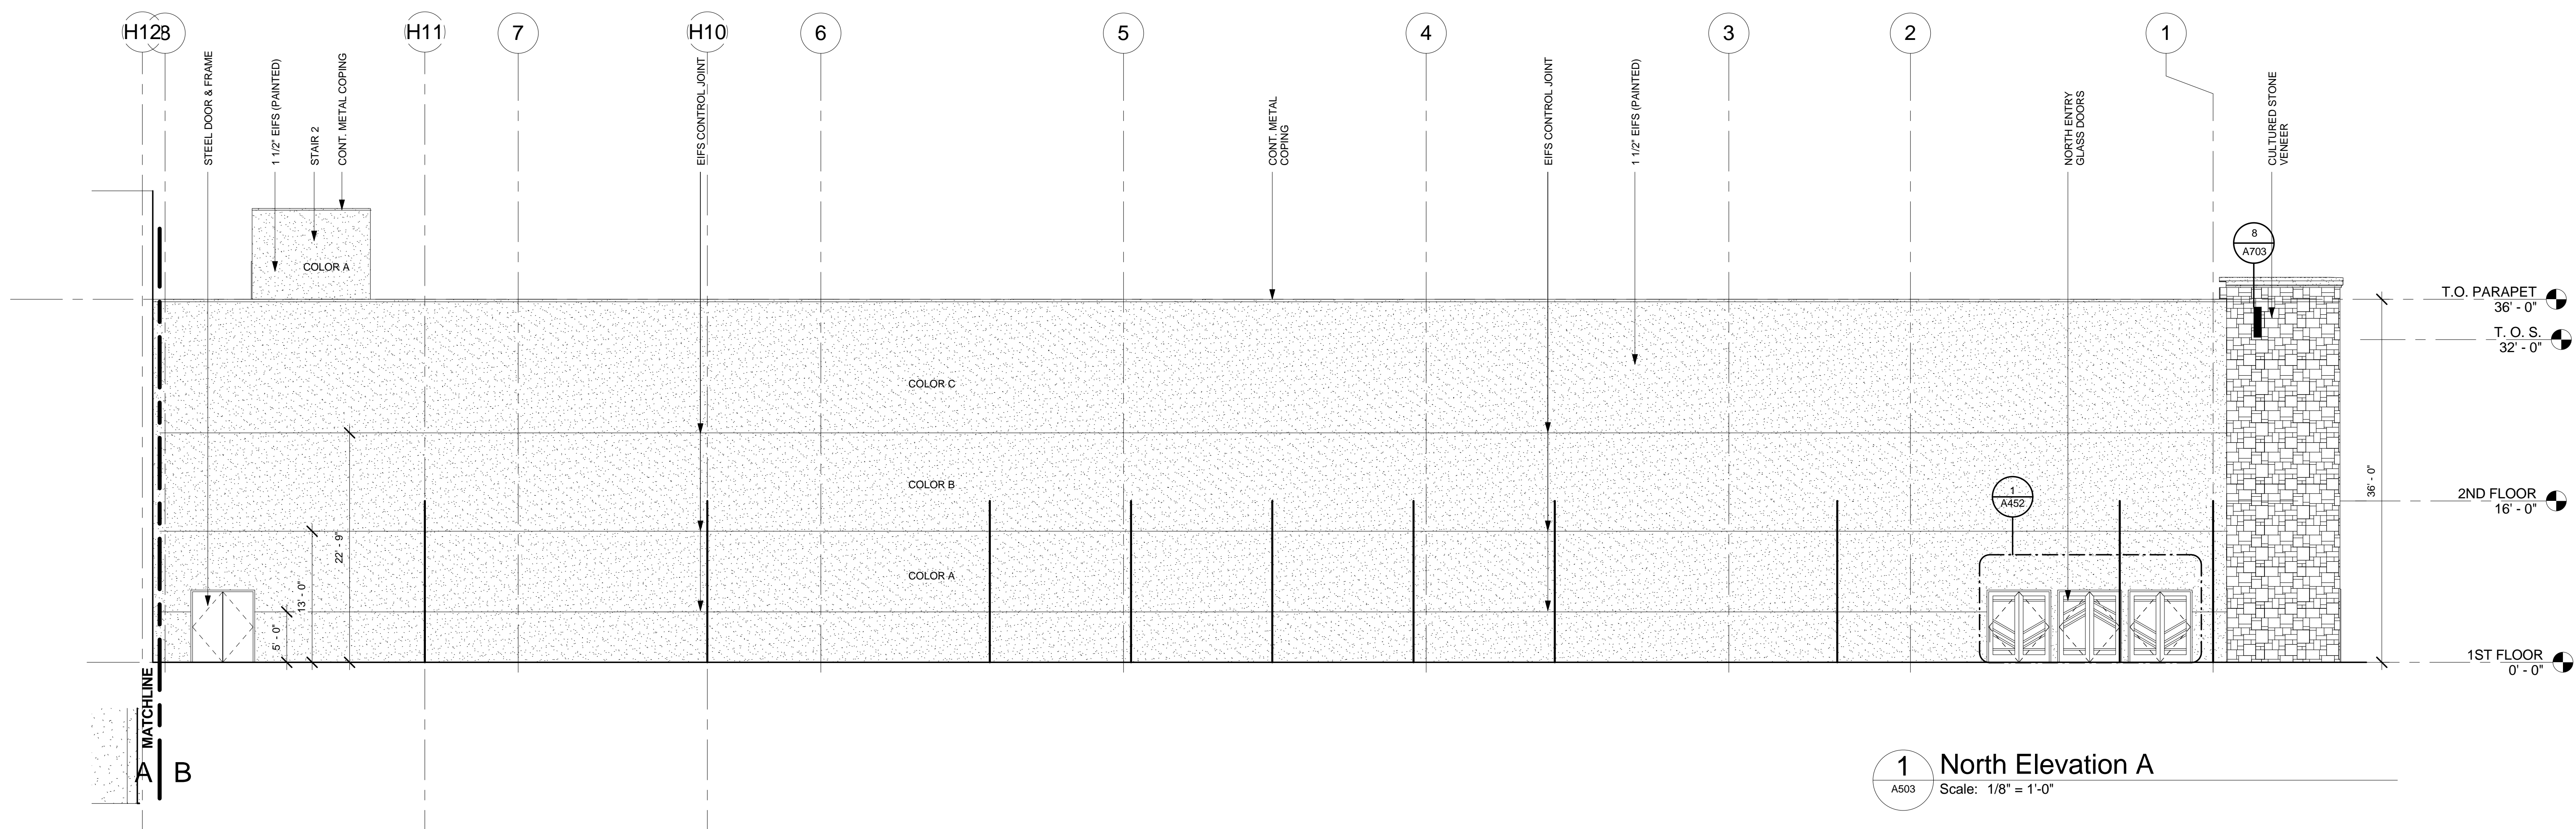 H12
8
H11
7
H10
6
5
4
3
2
1
STEEL DOOR & FRAME
1 1/2" EIFS (PAINTED)
STAIR 2
CONT. METAL COPING
EIFS CONTROL JOINT
CONT. METAL
COPING
EIFS CONTROL JOINT
1 1/2" EIFS (PAINTED)
NORTH ENTRY
GLASS DOORS
CULTURED STONE
VENEER
8
A703
COLOR A
T.O. PARAPET
36' - 0"
T. O. S.
32' - 0"
COLOR C
COLOR B
36' - 0"
2ND FLOOR
16' - 0"
1
A452
22' - 9"
13' - 0"
5' - 0"
COLOR A
1ST FLOOR
0' - 0"
MATCHLINE
A
B
1
A503
North Elevation A
Scale: 1/8" = 1'-0"